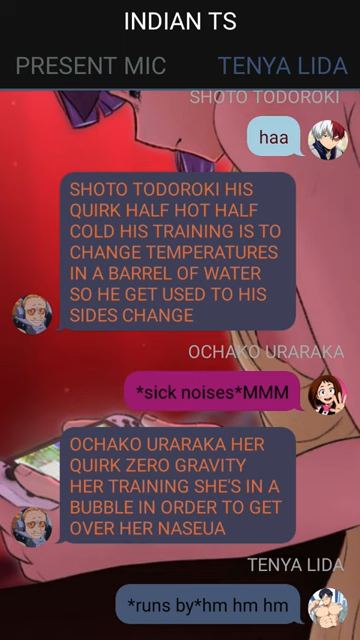 INDIAN TS
PRESENT MIC
TENYA LIDA
SHOTO TODOROKI
haa
SHOTO TODOROKI HIS
QUIRK HALF HOT HALF
COLD HIS TRAINING IS TO
CHANGE TEMPERATURES
IN A BARREL OF WATER
SO HE GET USED TO HIS
SIDES CHANGE
OCHAKO URARAKA
*sick noises*MMM
OCHAKO URARAKA HER
QUIRK ZERO GRAVITY
HER TRAINING SHE'S IN A
BUBBLE IN ORDER TO GET
OVER HER NASEUA
TENYA LIDA
*runs by*hm hm hm